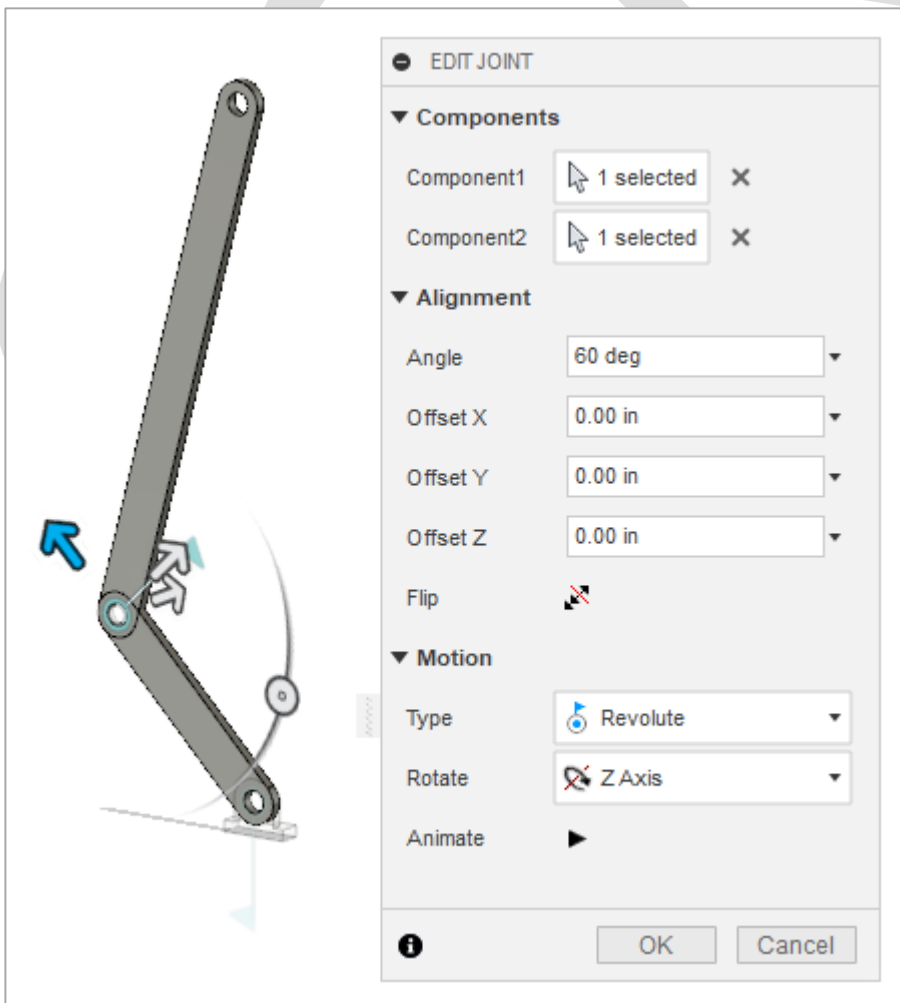 EDIT JOINT
Components
Component1 1 selected
Component2 1 selected
Alignment
Angle 60 deg
Offset X 0.00 in
Offset Y 0.00 in
Offset Z 0.00 in
Flip
Motion
Type Revolute
Rotate Z Axis
Animate
OK Cancel